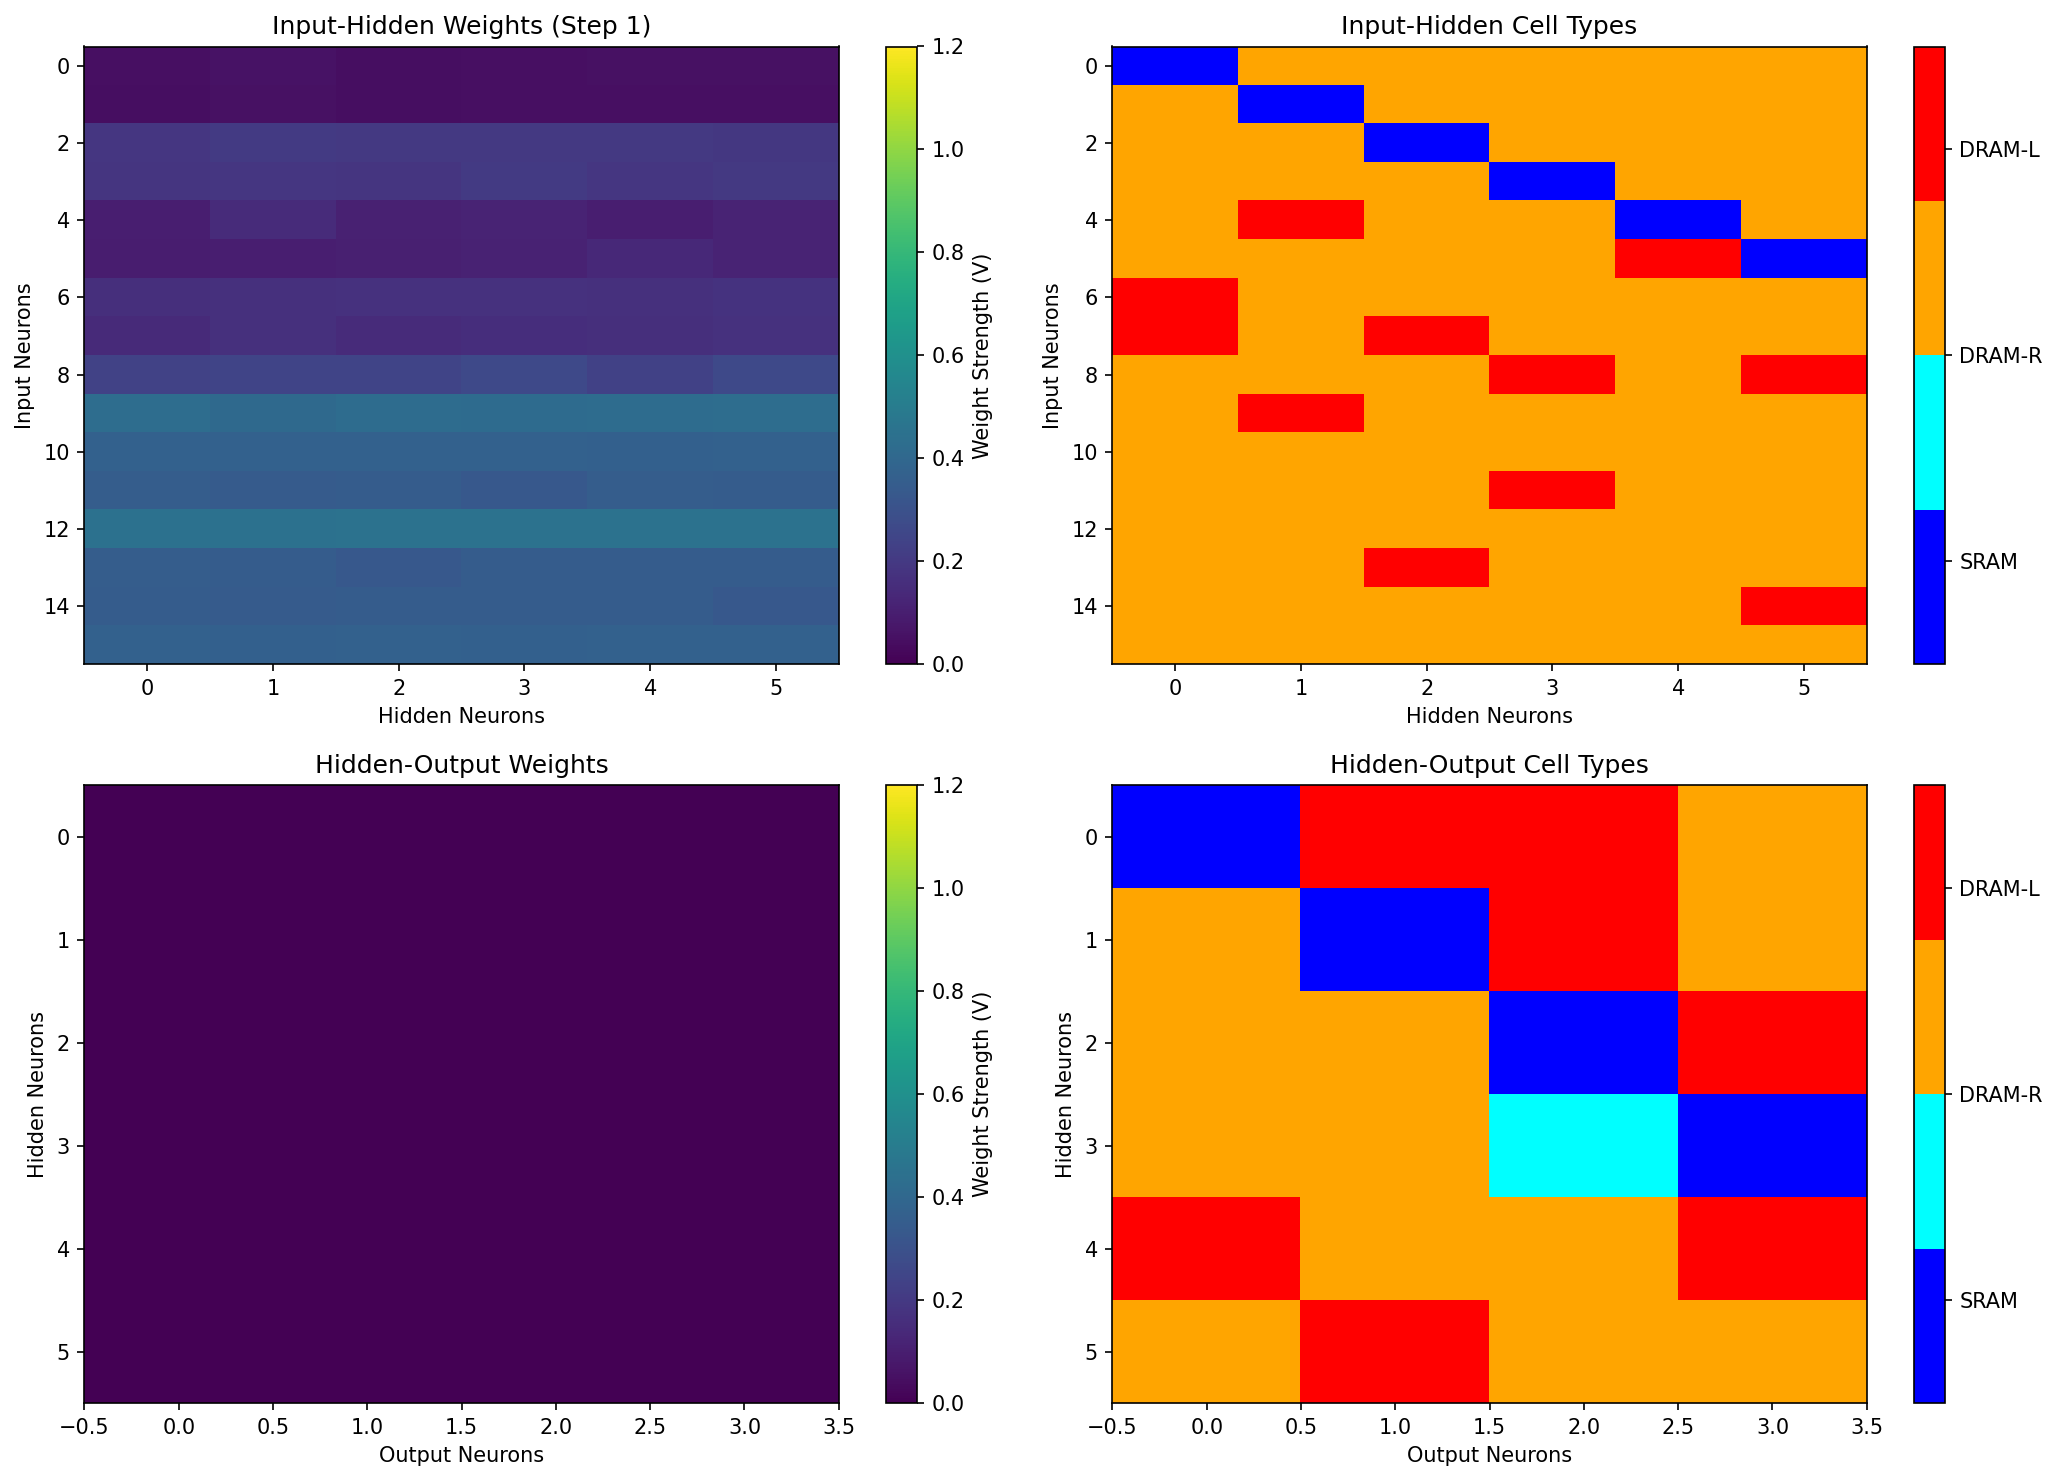 Input-Hidden Weights (Step 1)
0
2
4
6
8
10
12
14
Input Neurons
0 1 2 3 4 5
Hidden Neurons
1.2
1.0
0.8
0.6
0.4
0.2
0.0
Weight Strength (V)
Input-Hidden Cell Types
0
2
4
6
8
10
12
14
Input Neurons
0 1 2 3 4 5
Hidden Neurons
DRAM-L
DRAM-R
SRAM
Hidden-Output Weights
0
1
2
3
4
5
Hidden Neurons
−0.5 0.0 0.5 1.0 1.5 2.0 2.5 3.0 3.5
Output Neurons
1.2
1.0
0.8
0.6
0.4
0.2
0.0
Weight Strength (V)
Hidden-Output Cell Types
0
1
2
3
4
5
Hidden Neurons
−0.5 0.0 0.5 1.0 1.5 2.0 2.5 3.0 3.5
Output Neurons
DRAM-L
DRAM-R
SRAM